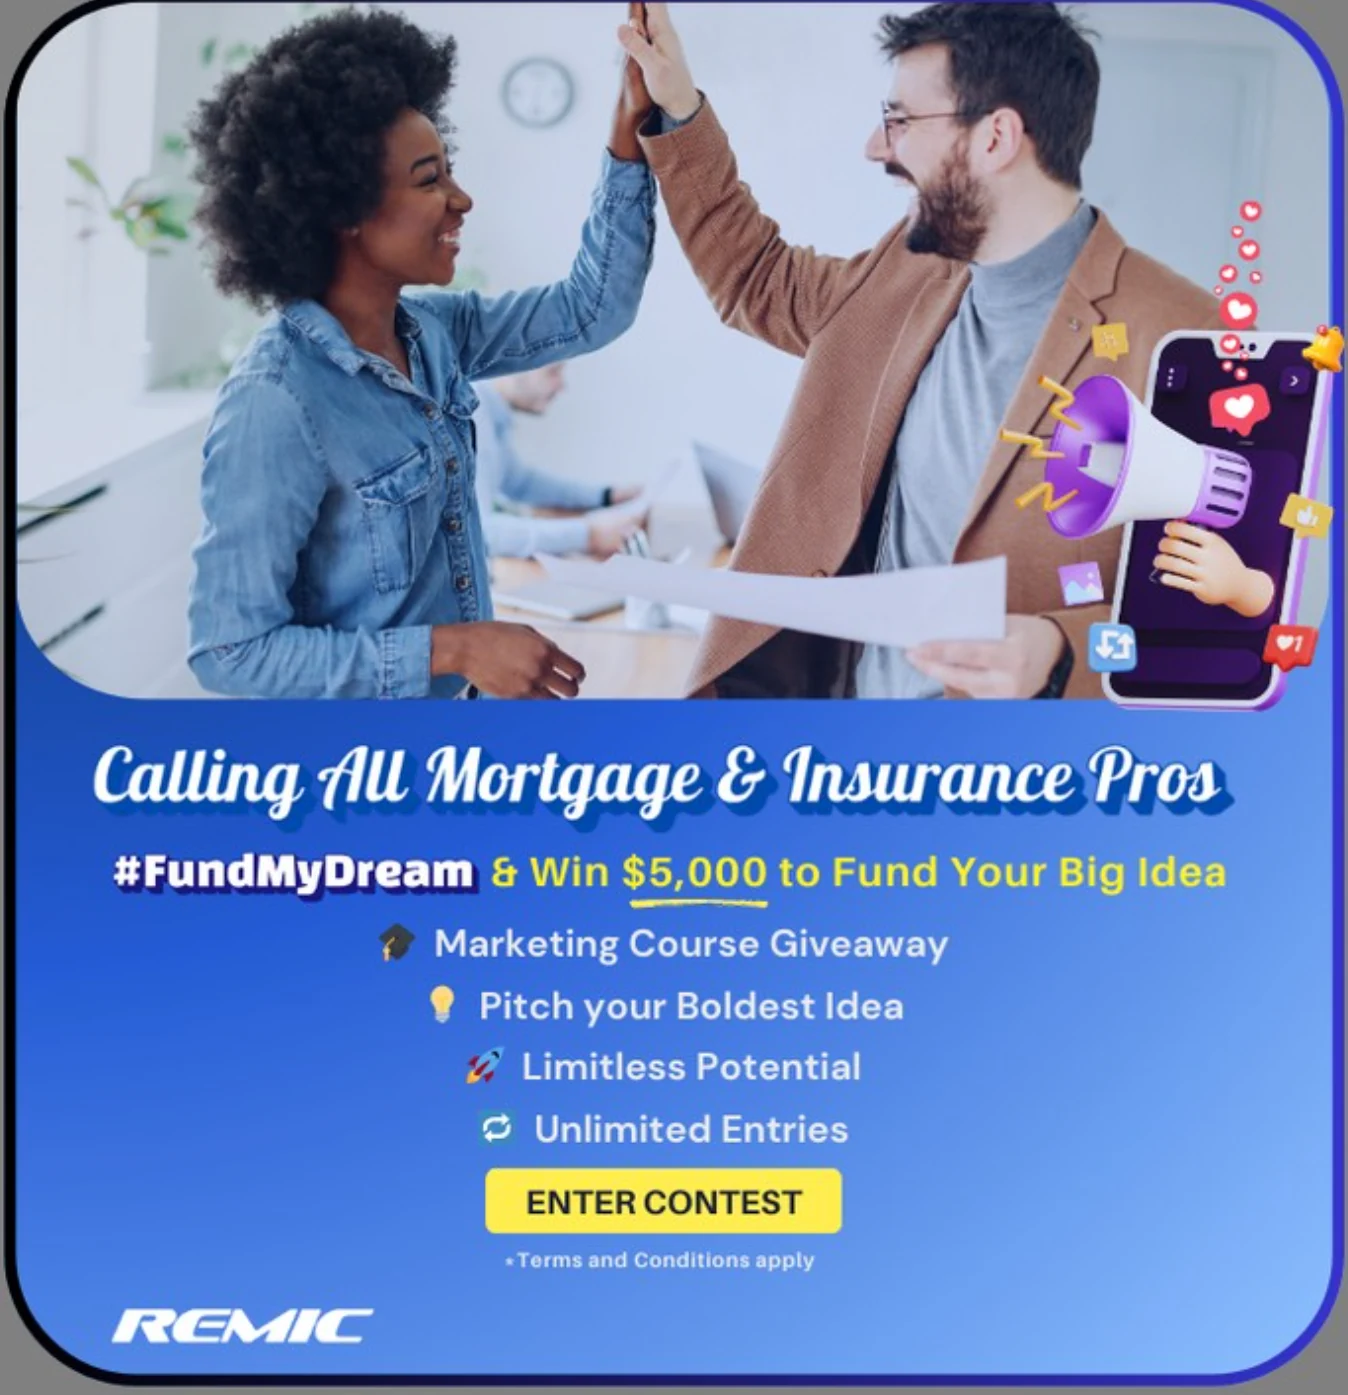 Calling All Mortgage & Insurance Pros
#FundMyDream & Win $5,000 to Fund Your Big Idea
Marketing Course Giveaway
Pitch your Boldest Idea
Limitless Potential
Unlimited Entries
ENTER CONTEST
*Terms and Conditions apply
REMIC
1